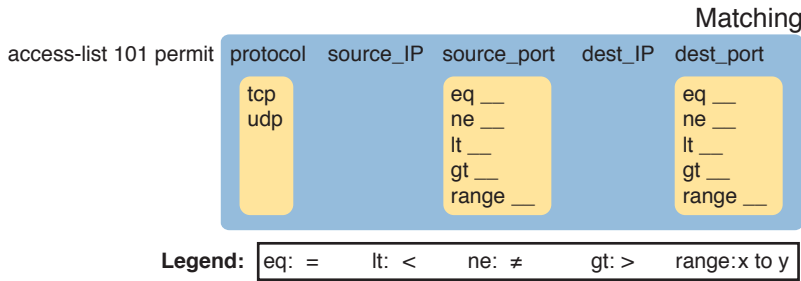 Matching
access-list 101 permit protocol source_IP source_port dest_IP dest_port
tcp eq __ eq __
udp ne __ ne __
lt __ lt __
gt __ gt __
range __ range __
Legend: eq: = lt: < ne: ≠ gt: > range:x to y